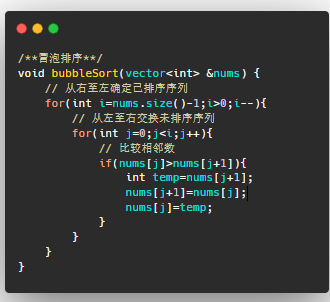 /**冒泡排序**/
void bubbleSort(vector<int> &nums) {
    // 从右至左确定已排序序列
    for(int i=nums.size()-1;i>0;i--){
        // 从左至右交换未排序序列
        for(int j=0;j<i;j++){
            // 比较相邻数
            if(nums[j]>nums[j+1]){
                int temp=nums[j+1];
                nums[j+1]=nums[j];
                nums[j]=temp;
            }
        }
    }
}